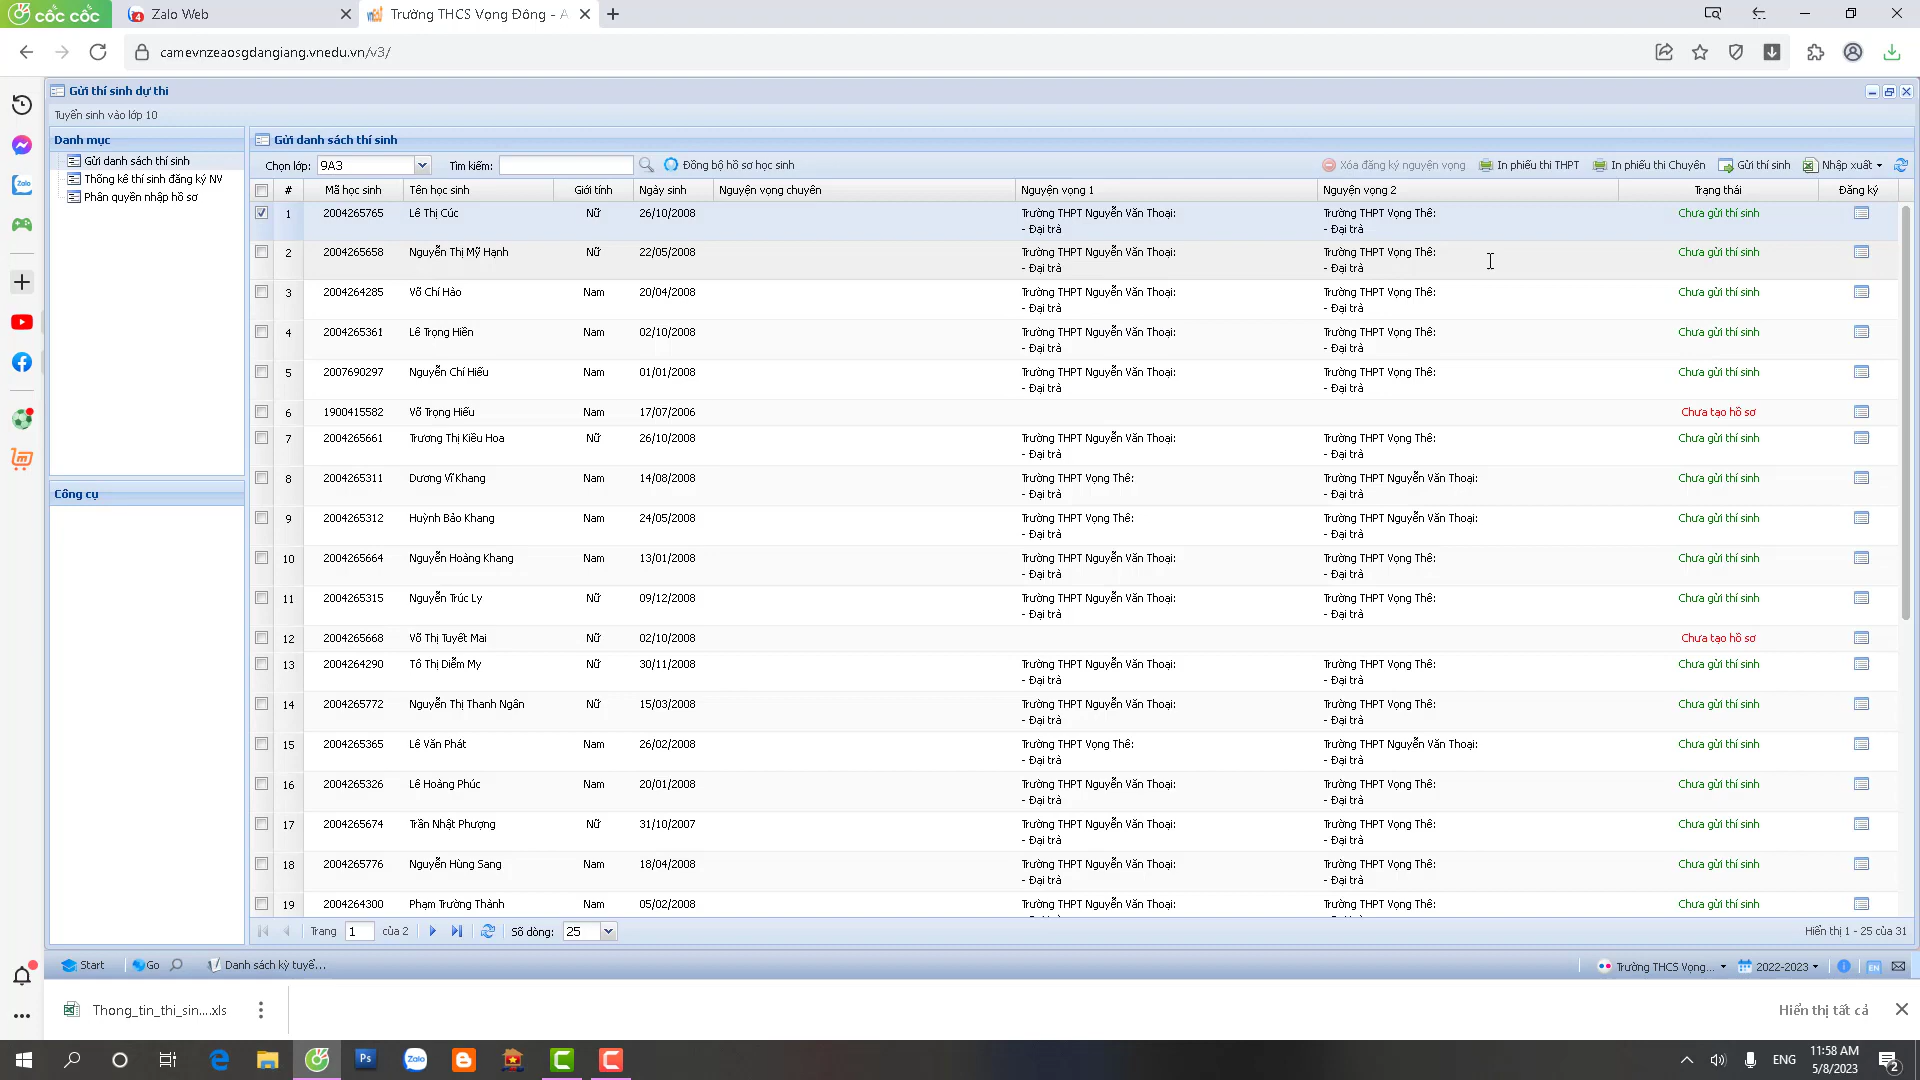 cốc cốc
Zalo Web
Trường THCS Vọng Đông - A
camevnzeaosgdangiang.vnedu.vn/v3/
Gửi thí sinh dự thi
Tuyển sinh vào lớp 10
Danh mục
Gửi danh sách thí sinh
Thống kê thí sinh đăng ký NV
Phân quyền nhập hồ sơ
Công cụ
Gửi danh sách thí sinh
Chọn lớp: 9A3 Tìm kiếm: Đồng bộ hồ sơ học sinh Xóa đăng ký nguyện vọng In phiếu thi THPT In phiếu thi Chuyên Gửi thí sinh Nhập xuất
# Mã học sinh Tên học sinh Giới tính Ngày sinh Nguyện vọng chuyên Nguyện vọng 1 Nguyện vọng 2 Trạng thái Đăng ký
1 2004265765 Lê Thị Cúc Nữ 26/10/2008 Trường THPT Nguyễn Văn Thoại: Trường THPT Vọng Thê: Chưa gửi thí sinh
- Đại trà - Đại trà
2 2004265658 Nguyễn Thị Mỹ Hạnh Nữ 22/05/2008 Trường THPT Nguyễn Văn Thoại: Trường THPT Vọng Thê: Chưa gửi thí sinh
- Đại trà - Đại trà
3 2004264285 Võ Chí Hào Nam 20/04/2008 Trường THPT Nguyễn Văn Thoại: Trường THPT Vọng Thê: Chưa gửi thí sinh
- Đại trà - Đại trà
4 2004265361 Lê Trọng Hiền Nam 02/10/2008 Trường THPT Nguyễn Văn Thoại: Trường THPT Vọng Thê: Chưa gửi thí sinh
- Đại trà - Đại trà
5 2007690297 Nguyễn Chí Hiếu Nam 01/01/2008 Trường THPT Nguyễn Văn Thoại: Trường THPT Vọng Thê: Chưa gửi thí sinh
- Đại trà - Đại trà
6 1900415582 Võ Trọng Hiếu Nam 17/07/2006 Chưa tạo hồ sơ
7 2004265661 Trương Thị Kiều Hoa Nữ 26/10/2008 Trường THPT Nguyễn Văn Thoại: Trường THPT Vọng Thê: Chưa gửi thí sinh
- Đại trà - Đại trà
8 2004265311 Dương Vĩ Khang Nam 14/08/2008 Trường THPT Vọng Thê: Trường THPT Nguyễn Văn Thoại: Chưa gửi thí sinh
- Đại trà - Đại trà
9 2004265312 Huỳnh Bảo Khang Nam 24/05/2008 Trường THPT Vọng Thê: Trường THPT Nguyễn Văn Thoại: Chưa gửi thí sinh
- Đại trà - Đại trà
10 2004265664 Nguyễn Hoàng Khang Nam 13/01/2008 Trường THPT Nguyễn Văn Thoại: Trường THPT Vọng Thê: Chưa gửi thí sinh
- Đại trà - Đại trà
11 2004265315 Nguyễn Trúc Ly Nữ 09/12/2008 Trường THPT Nguyễn Văn Thoại: Trường THPT Vọng Thê: Chưa gửi thí sinh
- Đại trà - Đại trà
12 2004265668 Võ Thị Tuyết Mai Nữ 02/10/2008 Chưa tạo hồ sơ
13 2004264290 Tô Thị Diễm My Nữ 30/11/2008 Trường THPT Nguyễn Văn Thoại: Trường THPT Vọng Thê: Chưa gửi thí sinh
- Đại trà - Đại trà
14 2004265772 Nguyễn Thị Thanh Ngân Nữ 15/03/2008 Trường THPT Nguyễn Văn Thoại: Trường THPT Vọng Thê: Chưa gửi thí sinh
- Đại trà - Đại trà
15 2004265365 Lê Văn Phát Nam 26/02/2008 Trường THPT Vọng Thê: Trường THPT Nguyễn Văn Thoại: Chưa gửi thí sinh
- Đại trà - Đại trà
16 2004265326 Lê Hoàng Phúc Nam 20/01/2008 Trường THPT Nguyễn Văn Thoại: Trường THPT Vọng Thê: Chưa gửi thí sinh
- Đại trà - Đại trà
17 2004265674 Trần Nhật Phượng Nữ 31/10/2007 Trường THPT Nguyễn Văn Thoại: Trường THPT Vọng Thê: Chưa gửi thí sinh
- Đại trà - Đại trà
18 2004265776 Nguyễn Hùng Sang Nam 18/04/2008 Trường THPT Nguyễn Văn Thoại: Trường THPT Vọng Thê: Chưa gửi thí sinh
- Đại trà - Đại trà
19 2004264300 Phạm Trường Thành Nam 05/02/2008 Trường THPT Nguyễn Văn Thoại: Trường THPT Vọng Thê: Chưa gửi thí sinh
Trang 1 của 2 Số dòng: 25 Hiển thị 1 - 25 của 31
Start Go Danh sách kỳ tuyể... Trường THCS Vọng... 2022-2023 EN
Thong_tin_thi_sin....xls Hiển thị tất cả
ENG 11:58 AM
5/8/2023